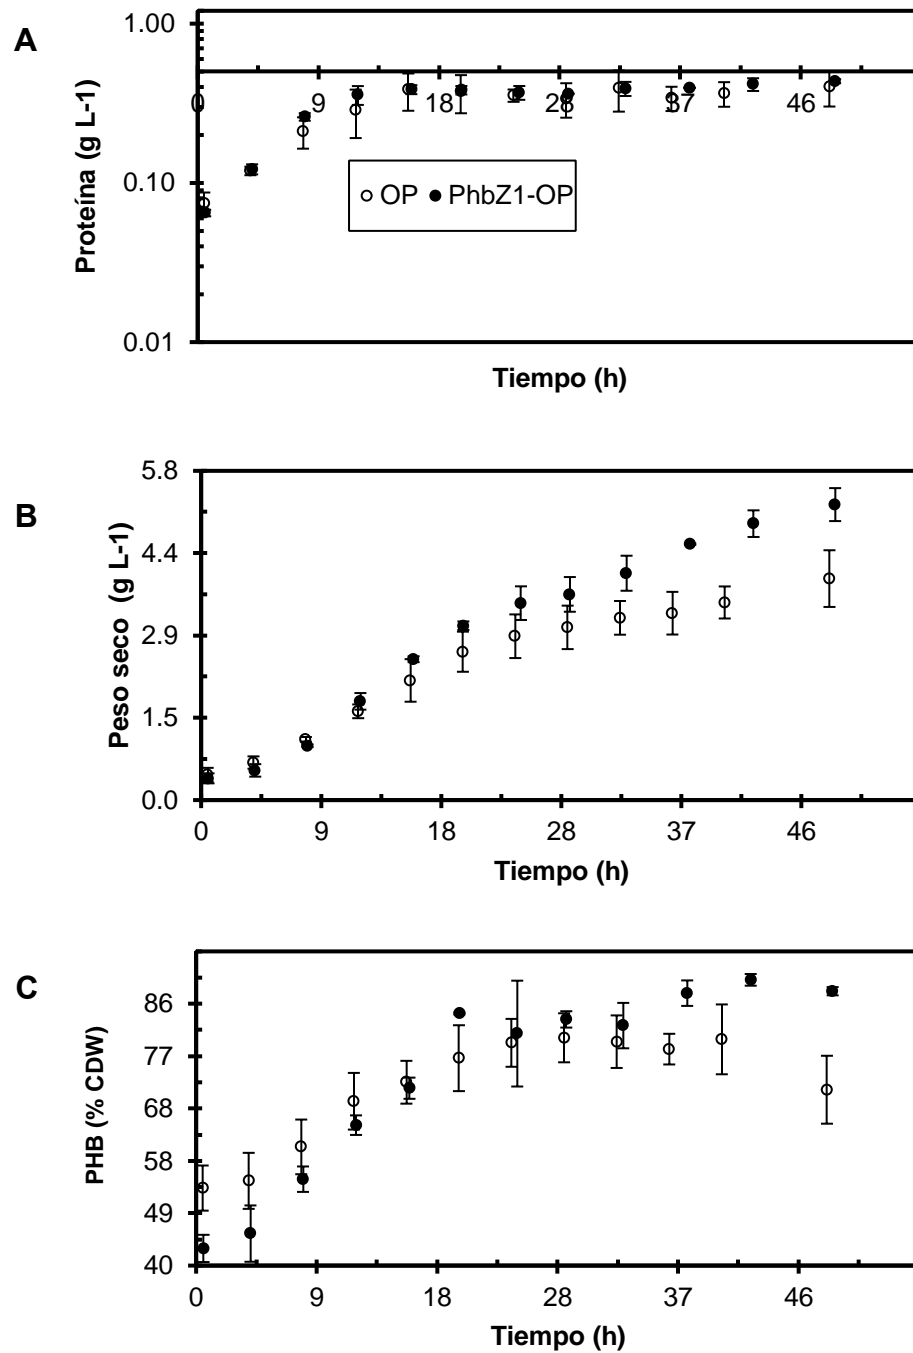 A
Proteína (g L-1)
1.00
0.10
0.01
0 9 18 28 37 46
OP PhbZ1-OP
Tiempo (h)
B
Peso seco (g L-1)
5.8
4.4
2.9
1.5
0.0
0 9 18 28 37 46
Tiempo (h)
C
PHB (% CDW)
86
77
68
58
49
40
0 9 18 28 37 46
Tiempo (h)